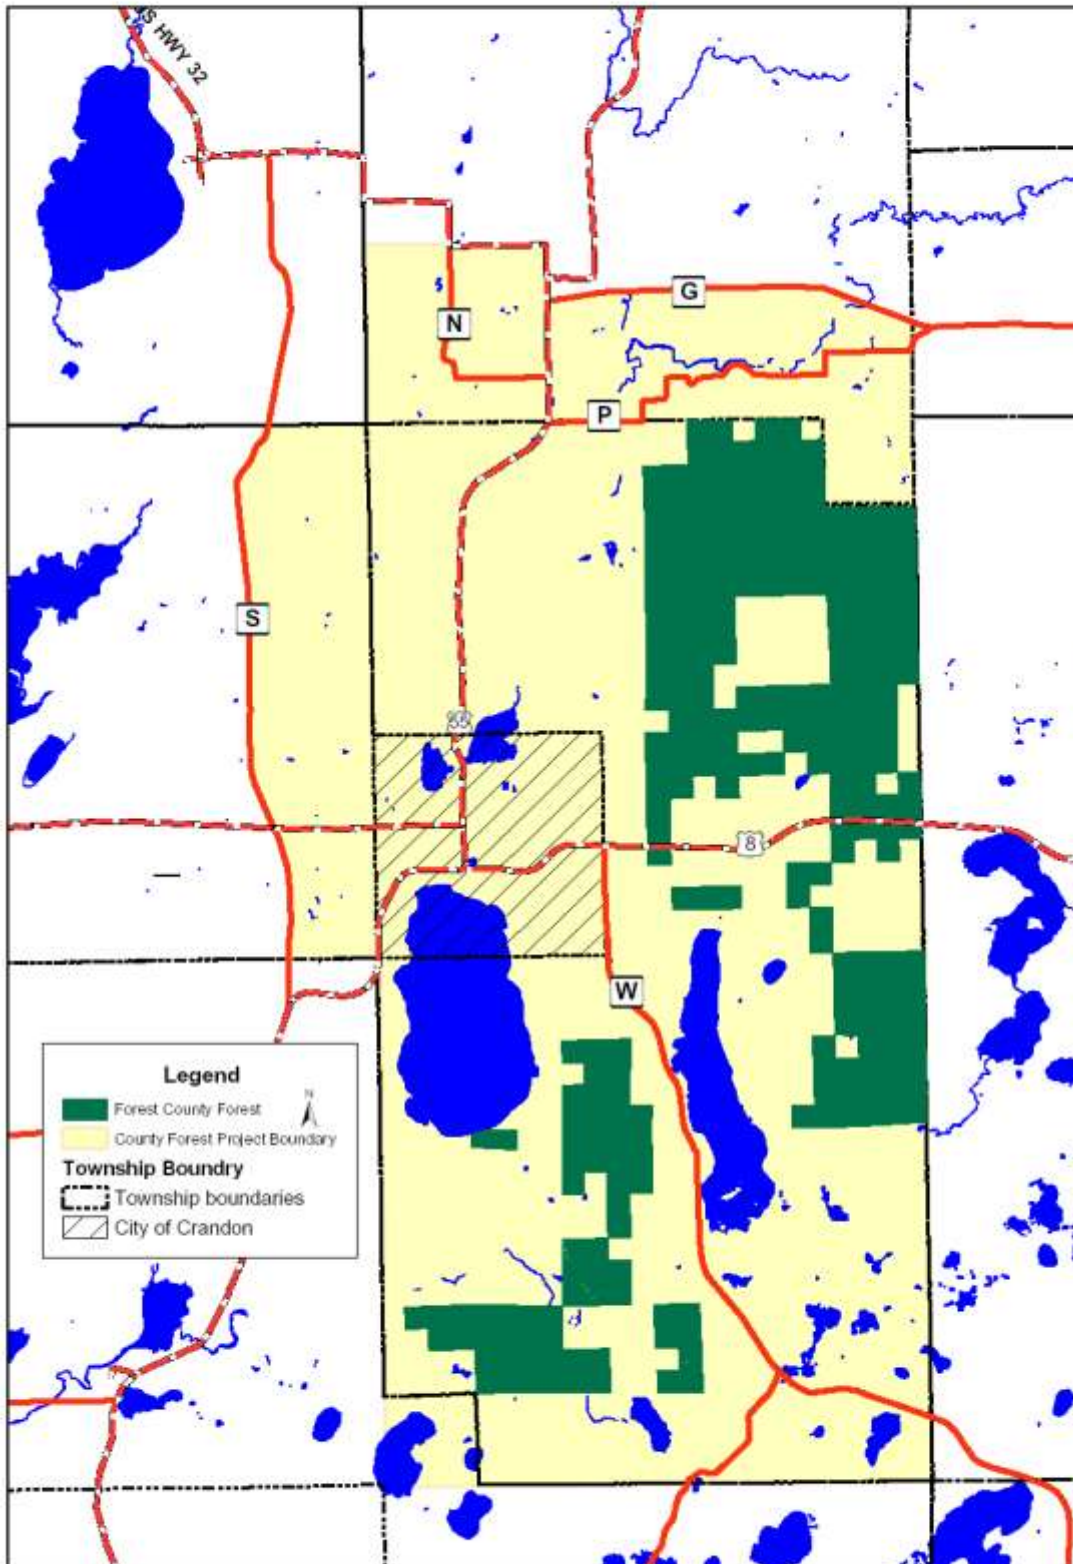 S HWY 32
G
N
P
S
55
8
W
Legend
N
Forest County Forest
County Forest Project Boundary
Township Boundry
Township boundaries
City of Crandon